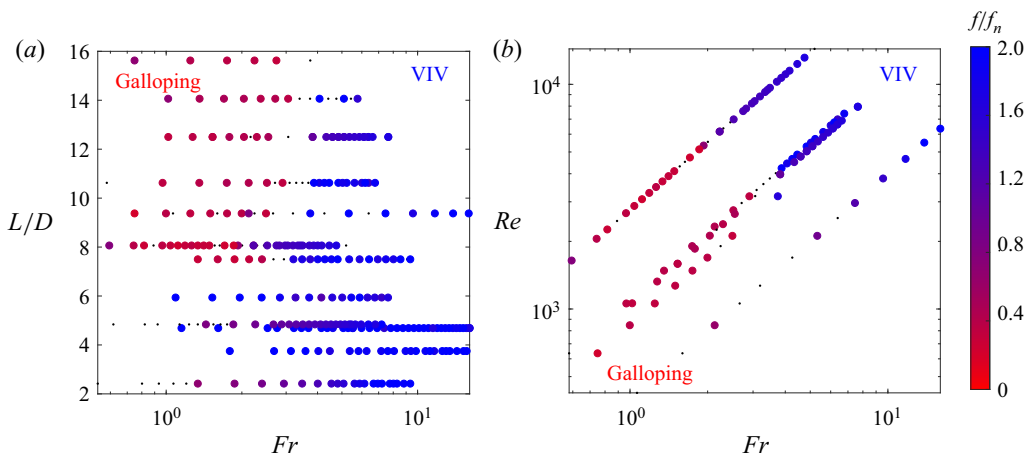 (a)
16
14
12
10
8
6
4
2
L/D
Galloping
VIV
10⁰
10¹
Fr
(b)
10⁴
10³
Re
VIV
Galloping
10⁰
10¹
Fr
f/fₙ
2.0
1.6
1.2
0.8
0.4
0